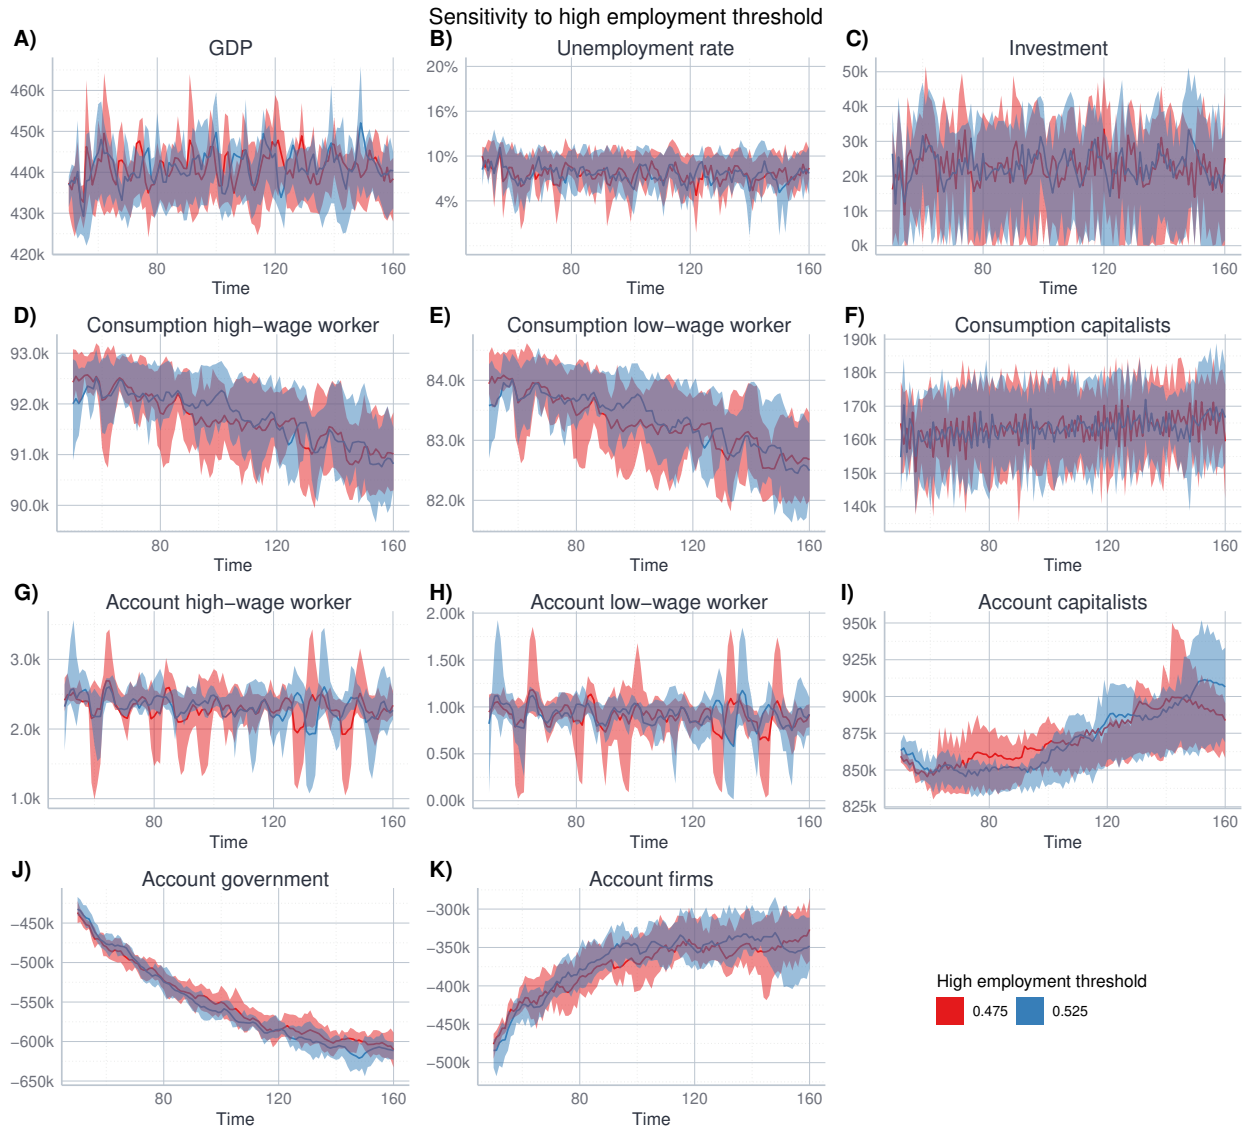 Sensitivity to high employment threshold
A) GDP
460k
450k
440k
430k
420k
80 120 160
Time
B) Unemployment rate
20%
16%
10%
4%
80 120 160
Time
C) Investment
50k
40k
30k
20k
10k
0k
80 120 160
Time
D) Consumption high−wage worker
93.0k
92.0k
91.0k
90.0k
80 120 160
Time
E) Consumption low−wage worker
84.0k
83.0k
82.0k
80 120 160
Time
F) Consumption capitalists
190k
180k
170k
160k
150k
140k
80 120 160
Time
G) Account high−wage worker
3.0k
2.0k
1.0k
80 120 160
Time
H) Account low−wage worker
2.00k
1.50k
1.00k
0.50k
0.00k
80 120 160
Time
I) Account capitalists
950k
925k
900k
875k
850k
825k
80 120 160
Time
J) Account government
−450k
−500k
−550k
−600k
−650k
80 120 160
Time
K) Account firms
−300k
−350k
−400k
−450k
−500k
80 120 160
Time
High employment threshold
0.475 0.525